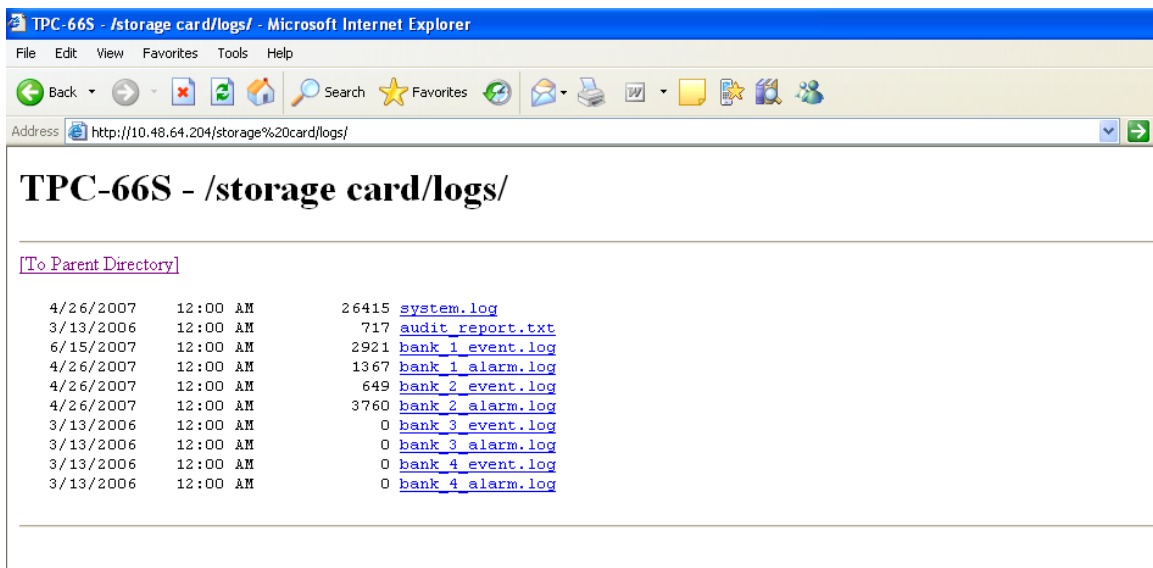 TPC-66S - /storage card/logs/ - Microsoft Internet Explorer
File Edit View Favorites Tools Help
Back Search Favorites W
Address http://10.48.64.204/storage%20card/logs/
TPC-66S - /storage card/logs/
[To Parent Directory]
4/26/2007 12:00 AM 26415 system.log
3/13/2006 12:00 AM 717 audit_report.txt
6/15/2007 12:00 AM 2921 bank_1_event.log
4/26/2007 12:00 AM 1367 bank_1_alarm.log
4/26/2007 12:00 AM 649 bank_2_event.log
4/26/2007 12:00 AM 3760 bank_2_alarm.log
3/13/2006 12:00 AM 0 bank_3_event.log
3/13/2006 12:00 AM 0 bank_3_alarm.log
3/13/2006 12:00 AM 0 bank_4_event.log
3/13/2006 12:00 AM 0 bank_4_alarm.log